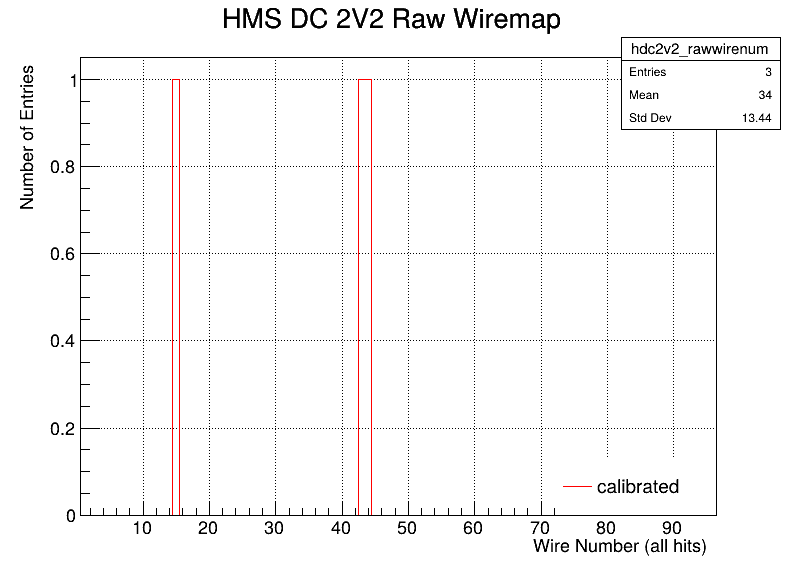 HMS DC 2V2 Raw Wiremap
hdc2v2_rawwirenum
Entries 3
Mean 34
Std Dev 13.44
Number of Entries
1
0.8
0.6
0.4
0.2
0
calibrated
10 20 30 40 50 60 70 80 90
Wire Number (all hits)